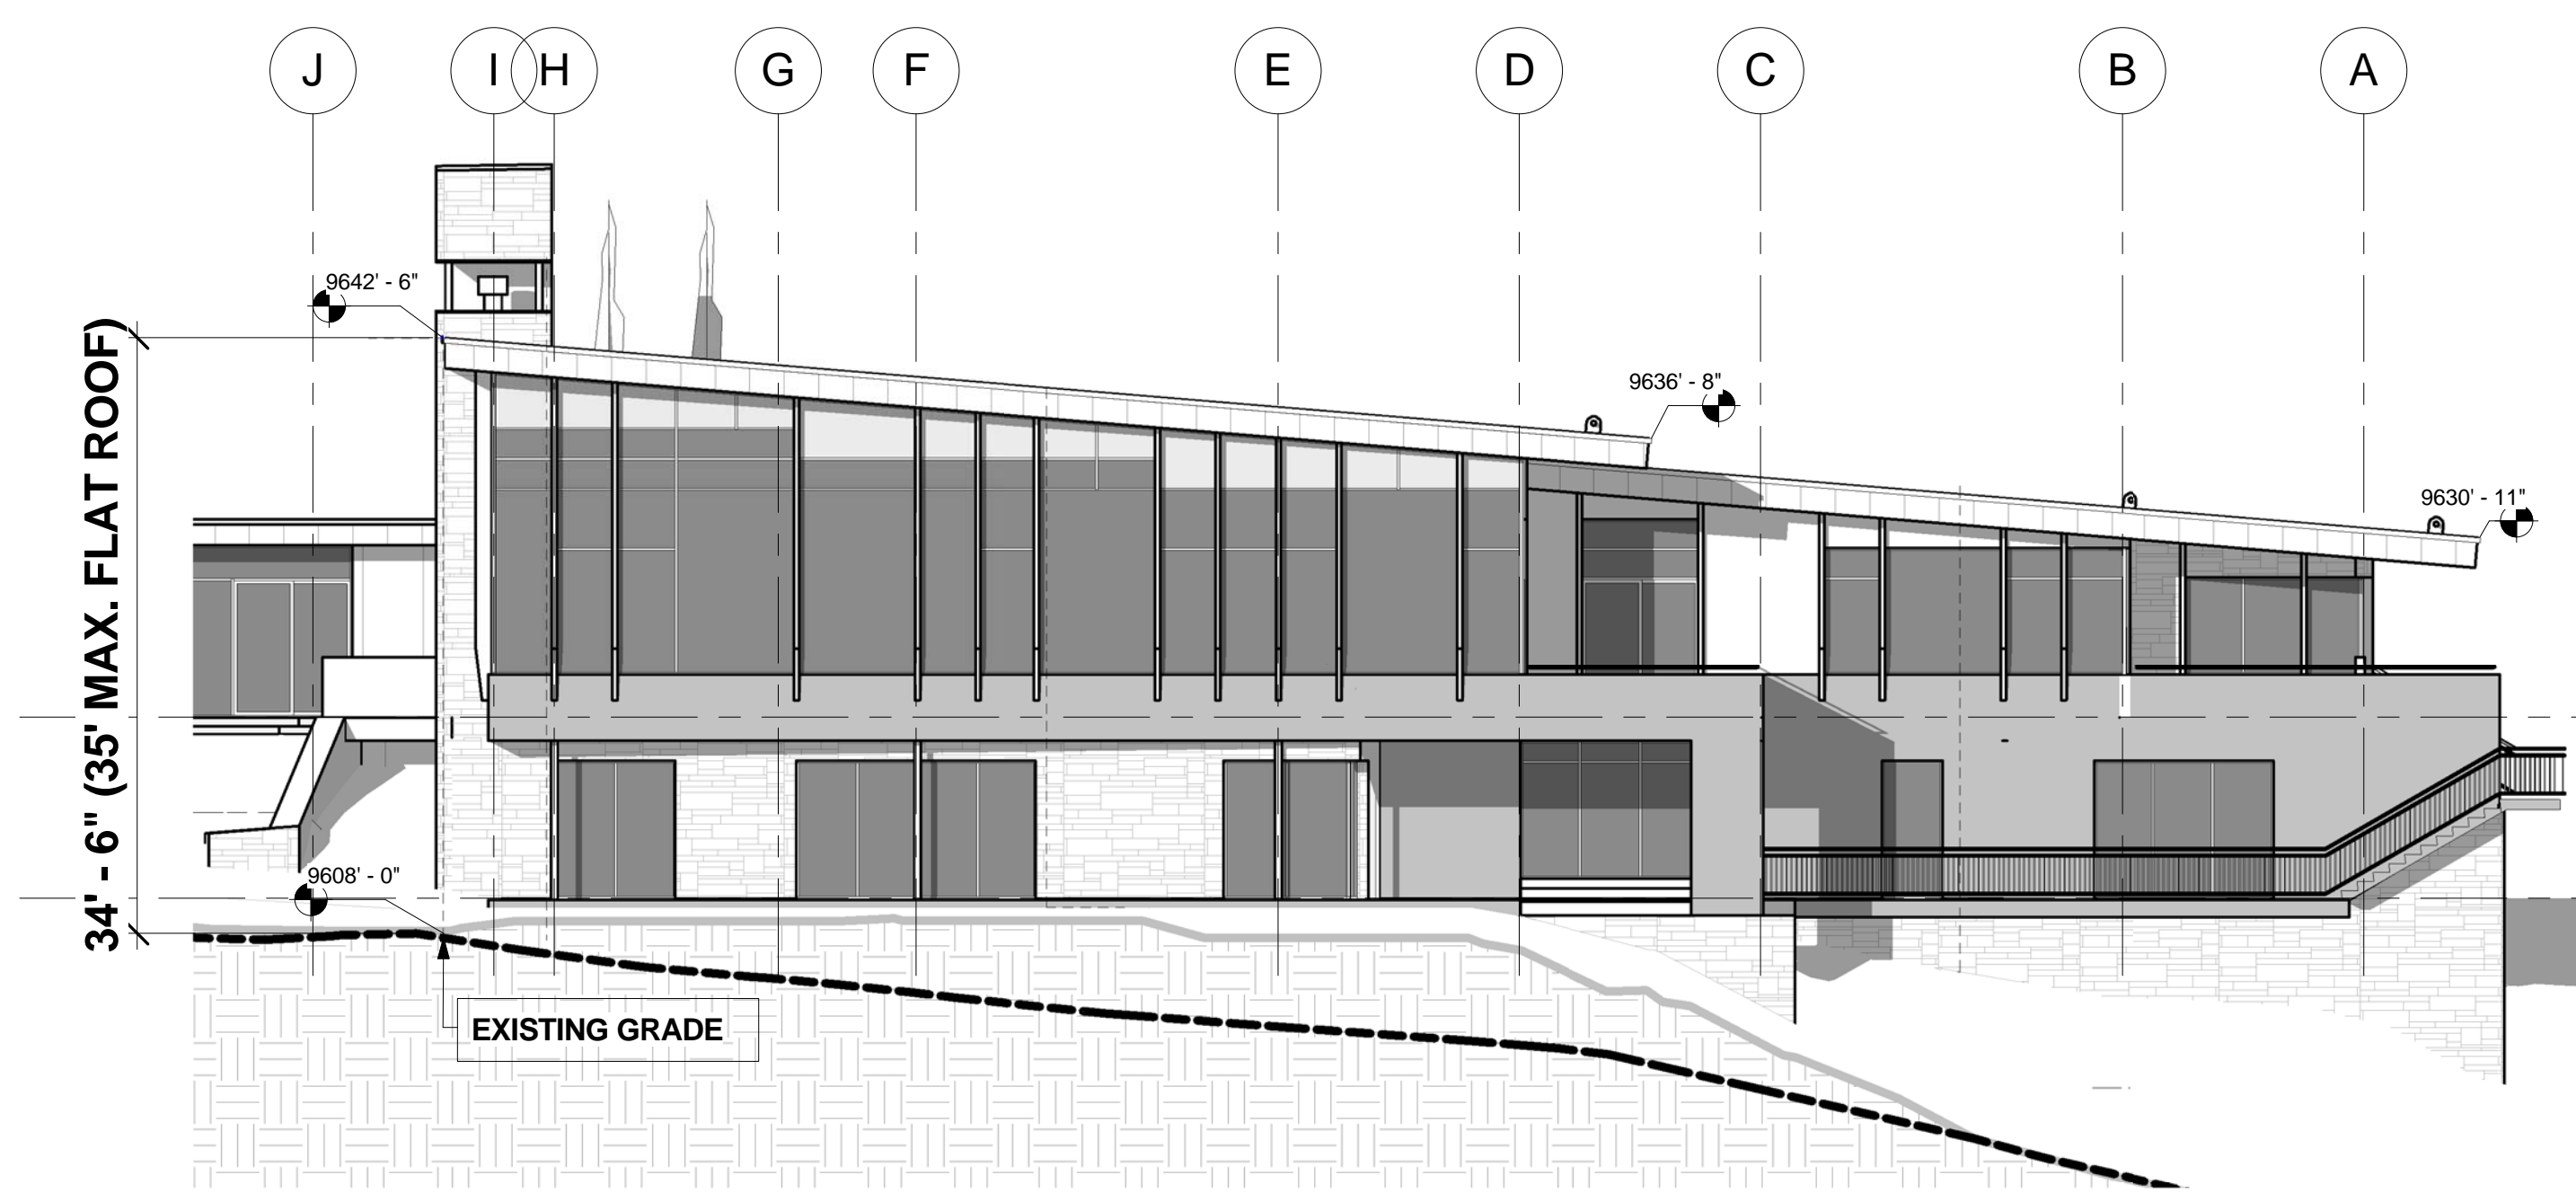 J I H G F E D C B A
9642' - 6"
9636' - 8"
9630' - 11"
34' - 6" (35' MAX. FLAT ROOF)
9608' - 0"
EXISTING GRADE